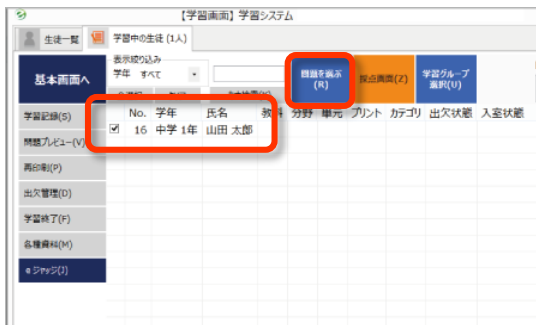 【学習画面】学習システム
生徒一覧
学習中の生徒 (1人)
表示絞り込み
学年 すべて
基本画面へ
問題を選ぶ
(R)
採点画面(Z)
学習グループ
選択(U)
学習記録(S)
問題プレビュー(V)
再印刷(P)
出欠管理(D)
学習終了(F)
各種資料(M)
e ジャッジ(J)
No. 学年 氏名 教科 分野 単元 プリント カテゴリ 出欠状態 入室状態
16 中学 1年 山田 太郎